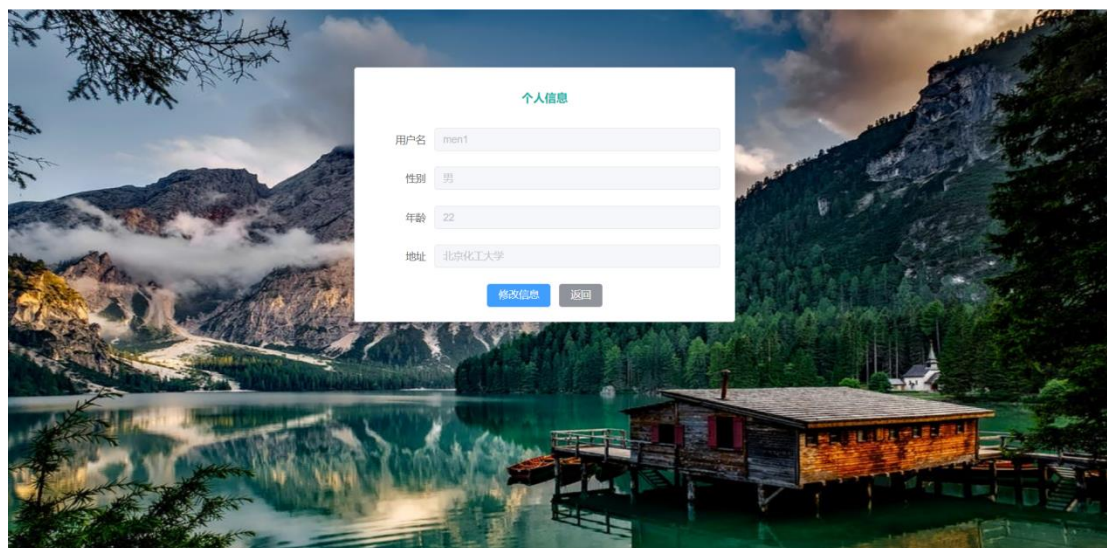 个人信息
用户名 men1
性别 男
年龄 22
地址 北京化工大学
修改信息 返回